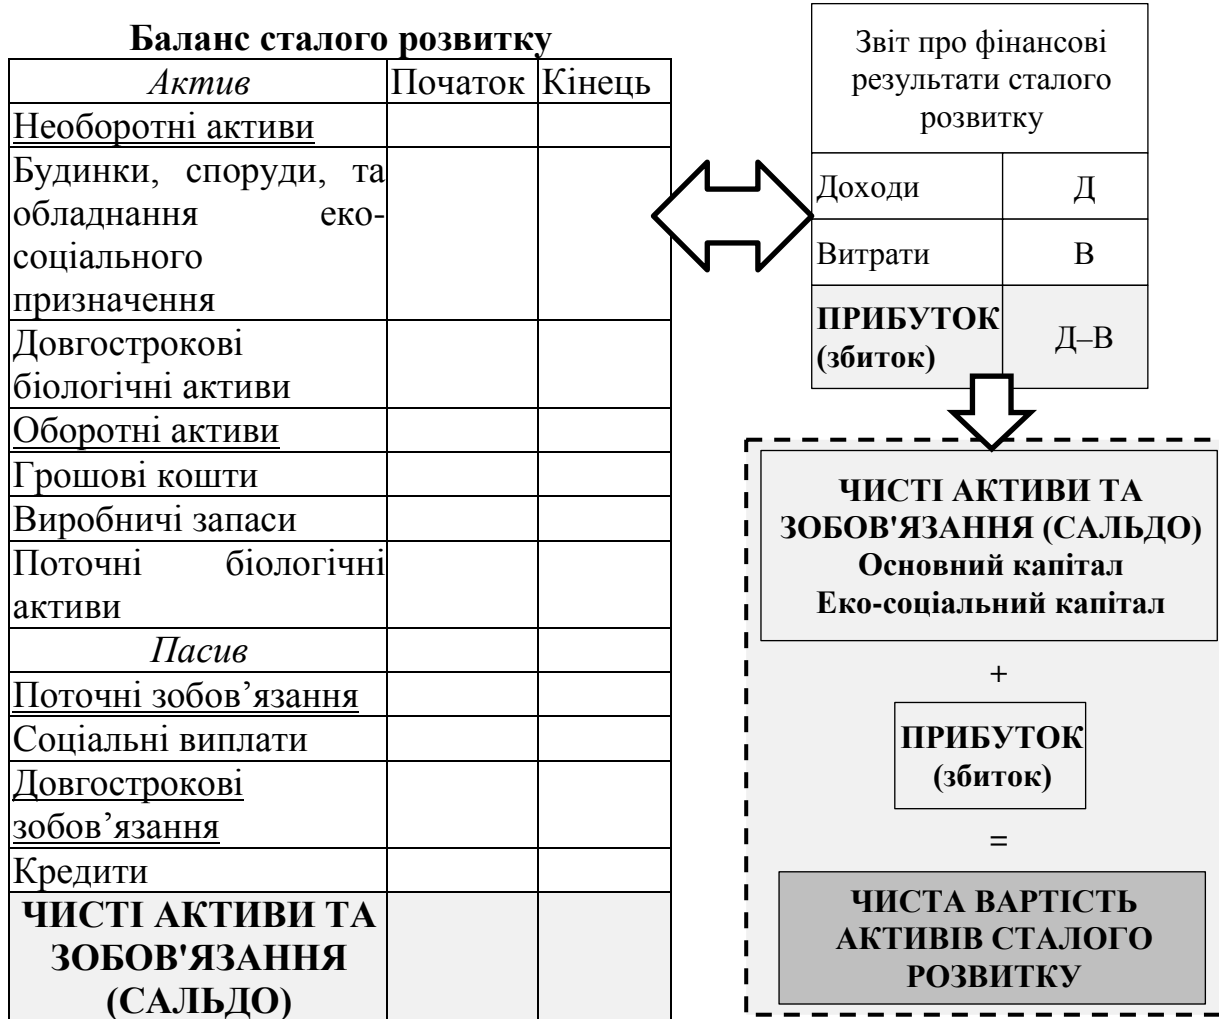 Баланс сталого розвитку
Актив Початок Кінець
Необоротні активи
Будинки, споруди, та
обладнання еко-
соціального
призначення
Довгострокові
біологічні активи
Оборотні активи
Грошові кошти
Виробничі запаси
Поточні біологічні
активи
Пасив
Поточні зобов’язання
Соціальні виплати
Довгострокові
зобов’язання
Кредити
ЧИСТІ АКТИВИ ТА
ЗОБОВ'ЯЗАННЯ
(САЛЬДО)
Звіт про фінансові
результати сталого
розвитку
Доходи Д
Витрати В
ПРИБУТОК
(збиток) Д–В
ЧИСТІ АКТИВИ ТА
ЗОБОВ'ЯЗАННЯ (САЛЬДО)
Основний капітал
Еко-соціальний капітал
+
ПРИБУТОК
(збиток)
=
ЧИСТА ВАРТІСТЬ
АКТИВІВ СТАЛОГО
РОЗВИТКУ